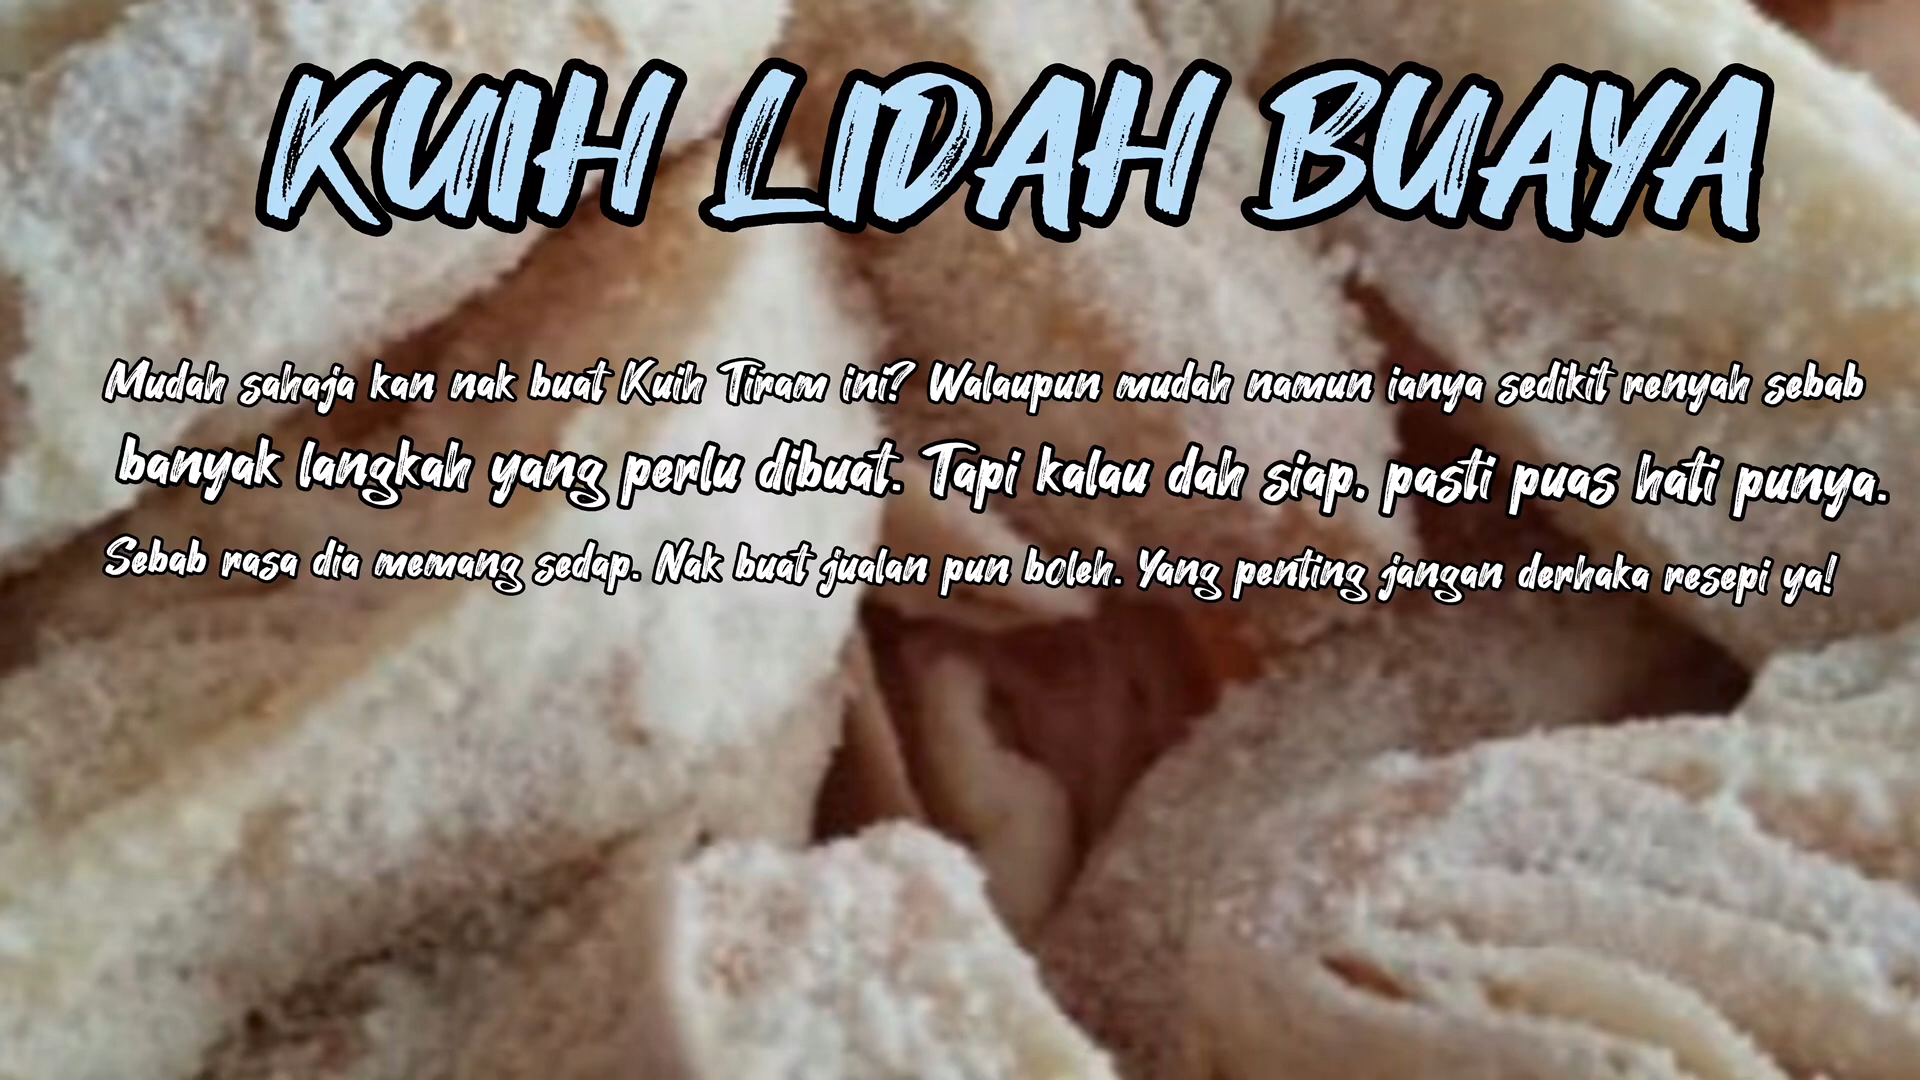 KUIH LIDAH BUAYA
Mudah sahaja kan nak buat Kuih Tiram ini? Walaupun mudah namun ianya sedikit renyah sebab
banyak langkah yang perlu dibuat. Tapi kalau dah siap, pasti puas hati punya.
Sebab rasa dia memang sedap. Nak buat jualan pun boleh. Yang penting jangan derhaka resepi ya!